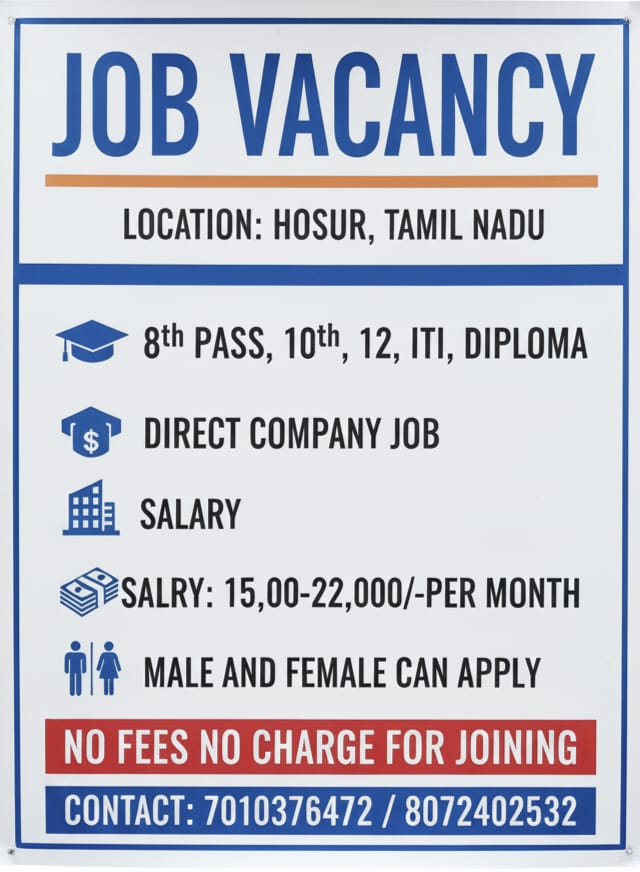 JOB VACANCY
LOCATION: HOSUR, TAMIL NADU
8th PASS, 10th, 12, ITI, DIPLOMA
$
DIRECT COMPANY JOB
SALARY
SALRY: 15,00-22,000/-PER MONTH
MALE AND FEMALE CAN APPLY
NO FEES NO CHARGE FOR JOINING
CONTACT: 7010376472 / 8072402532